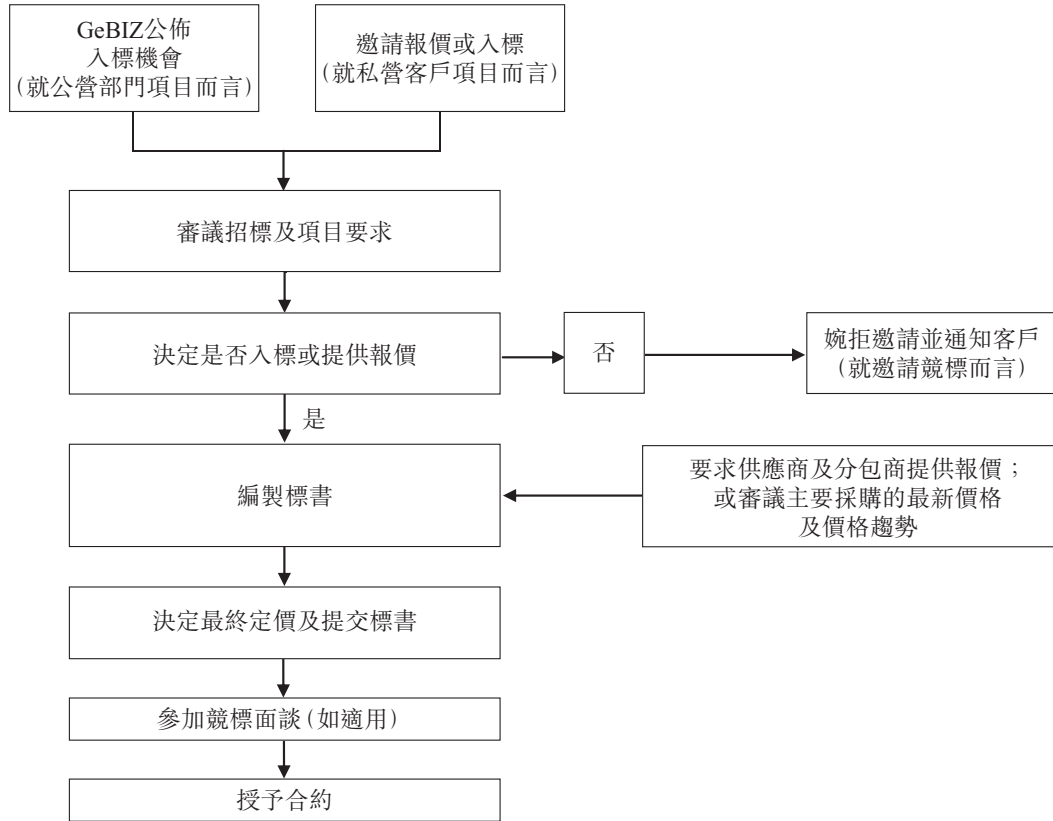 GeBIZ公佈
入標機會
(就公營部門項目而言)
邀請報價或入標
(就私營客戶項目而言)
審議招標及項目要求
決定是否入標或提供報價
否
婉拒邀請並通知客戶
(就邀請競標而言)
是
編製標書
要求供應商及分包商提供報價；
或審議主要採購的最新價格
及價格趨勢
決定最終定價及提交標書
參加競標面談(如適用)
授予合約